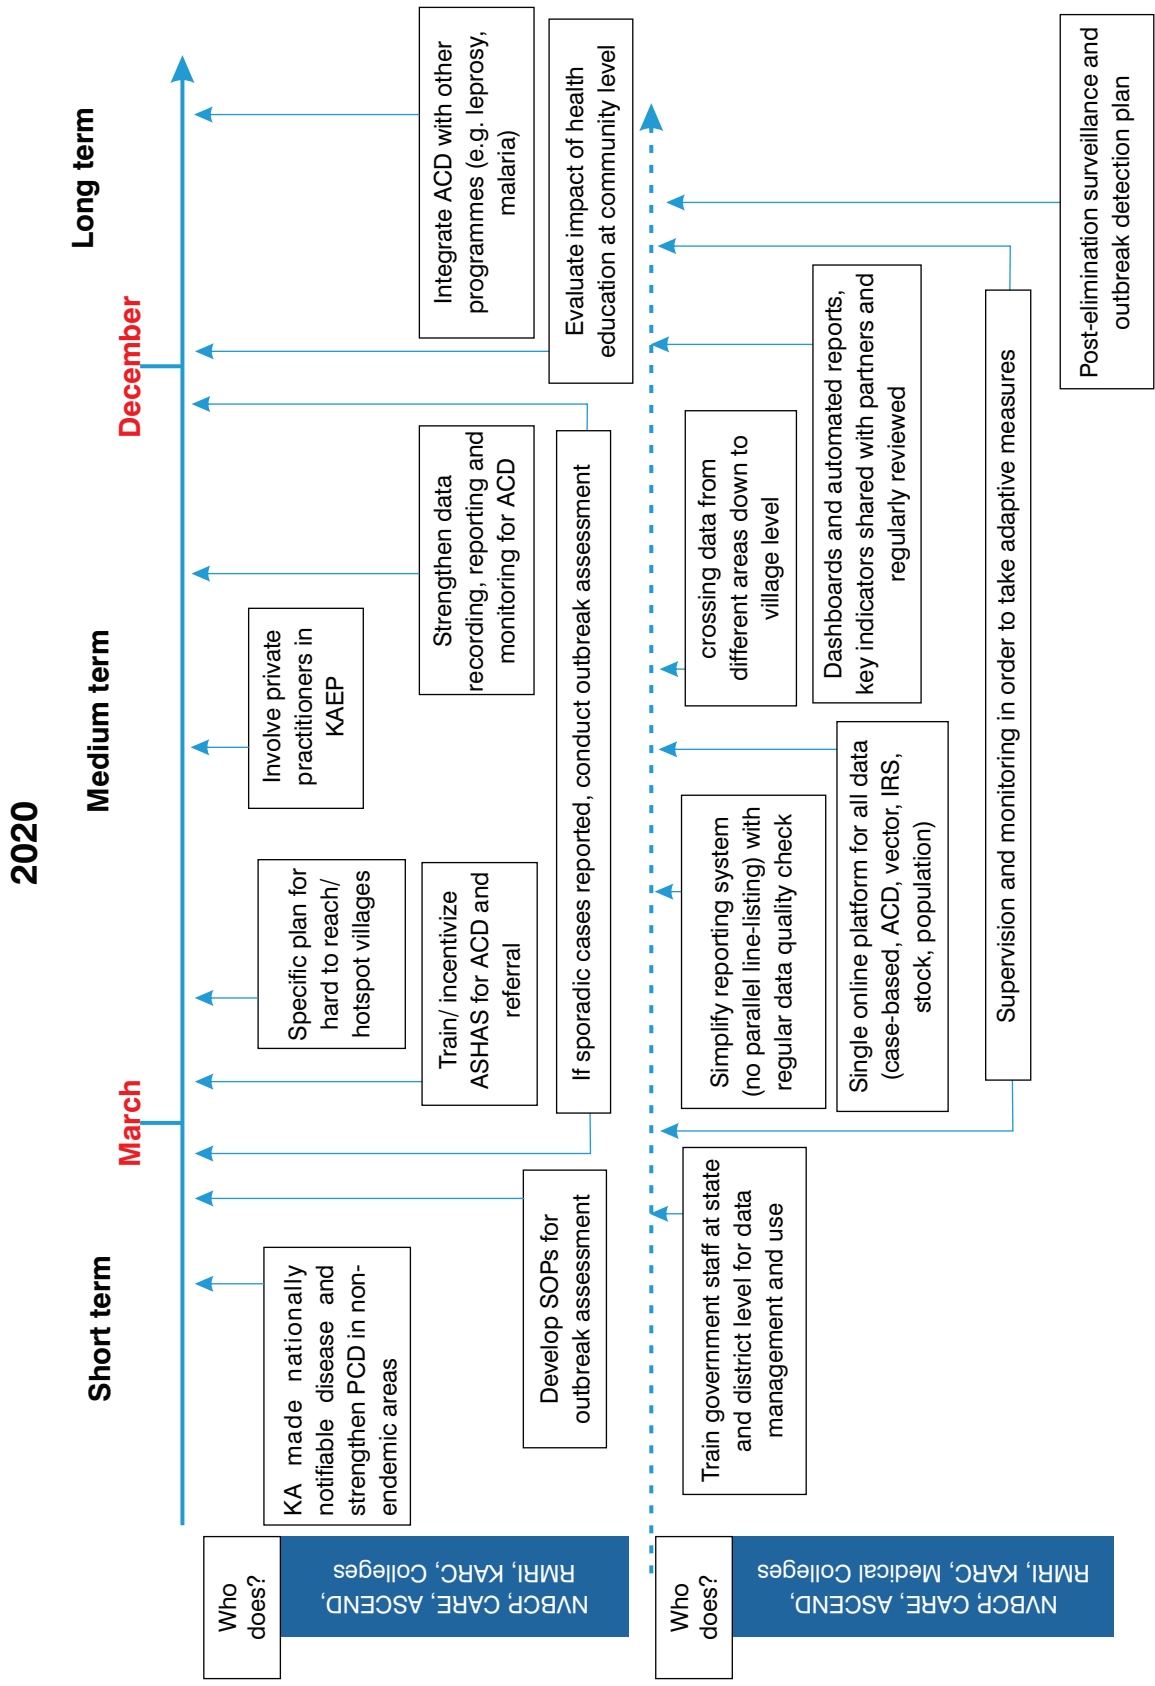 2020
Short term
Medium term
Long term
March
December
KA made nationally
notifiable disease and
strengthen PCD in non-
endemic areas
Develop SOPs for
outbreak assessment
Specific plan for
hard to reach/
hotspot villages
Train/ incentivize
ASHAS for ACD and
referral
Involve private
practitioners in
KAEP
Strengthen data
recording, reporting and
monitoring for ACD
If sporadic cases reported, conduct outbreak assessment
Integrate ACD with other
programmes (e.g. leprosy,
malaria)
Evaluate impact of health
education at community level
Who
does?
NVBCP, CARE, ASCEND,
RMRI, KARC, Colleges
Train government staff at state
and district level for data
management and use
Simplify reporting system
(no parallel line-listing) with
regular data quality check
Single online platform for all data
(case-based, ACD, vector, IRS,
stock, population)
crossing data from
different areas down to
village level
Dashboards and automated reports,
key indicators shared with partners and
regularly reviewed
Supervision and monitoring in order to take adaptive measures
Post-elimination surveillance and
outbreak detection plan
Who
does?
NVBCP, CARE, ASCEND,
RMRI, KARC, Medical Colleges